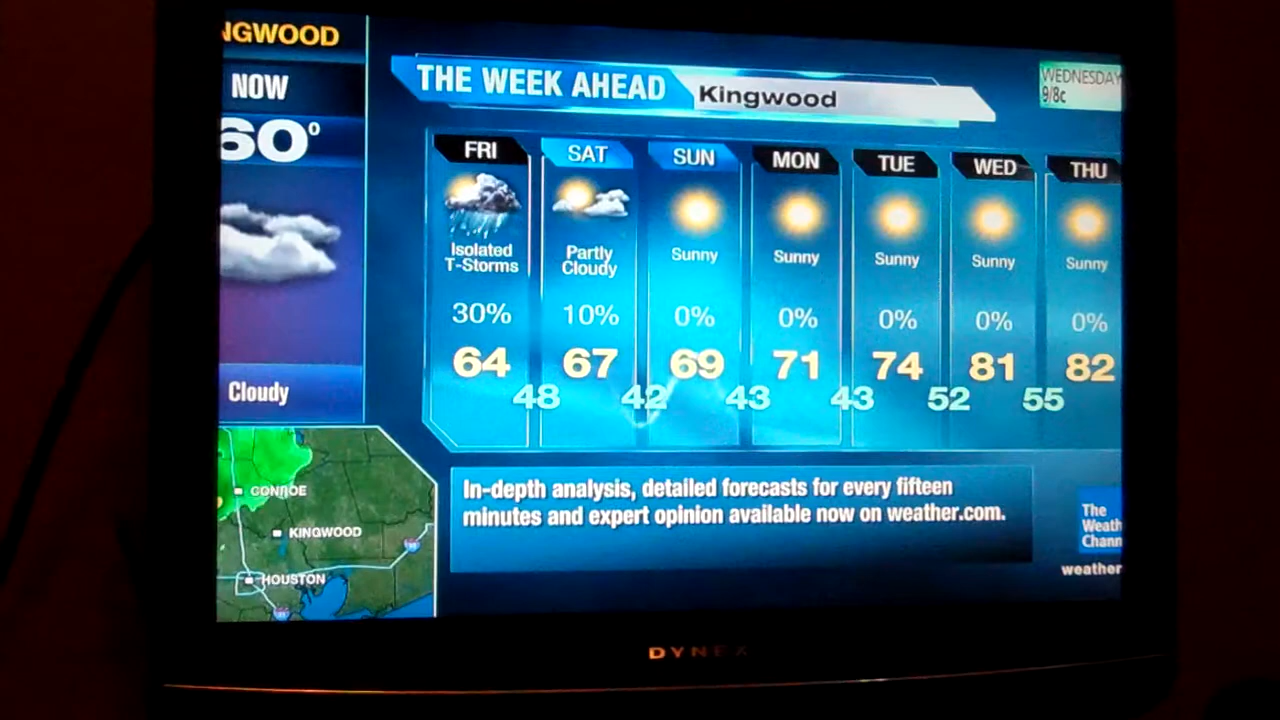 NGWOOD
NOW
60°
Cloudy
THE WEEK AHEAD
Kingwood
WEDNESDAY
9/8c
FRI SAT SUN MON TUE WED THU
Isolated
T-Storms
Partly
Cloudy
Sunny Sunny Sunny Sunny Sunny
30% 10% 0% 0% 0% 0% 0%
64 67 69 71 74 81 82
48 42 43 43 52 55
CONROE
KINGWOOD
HOUSTON
In-depth analysis, detailed forecasts for every fifteen
minutes and expert opinion available now on weather.com.
The
Weath
Chann
weather
DYNEX